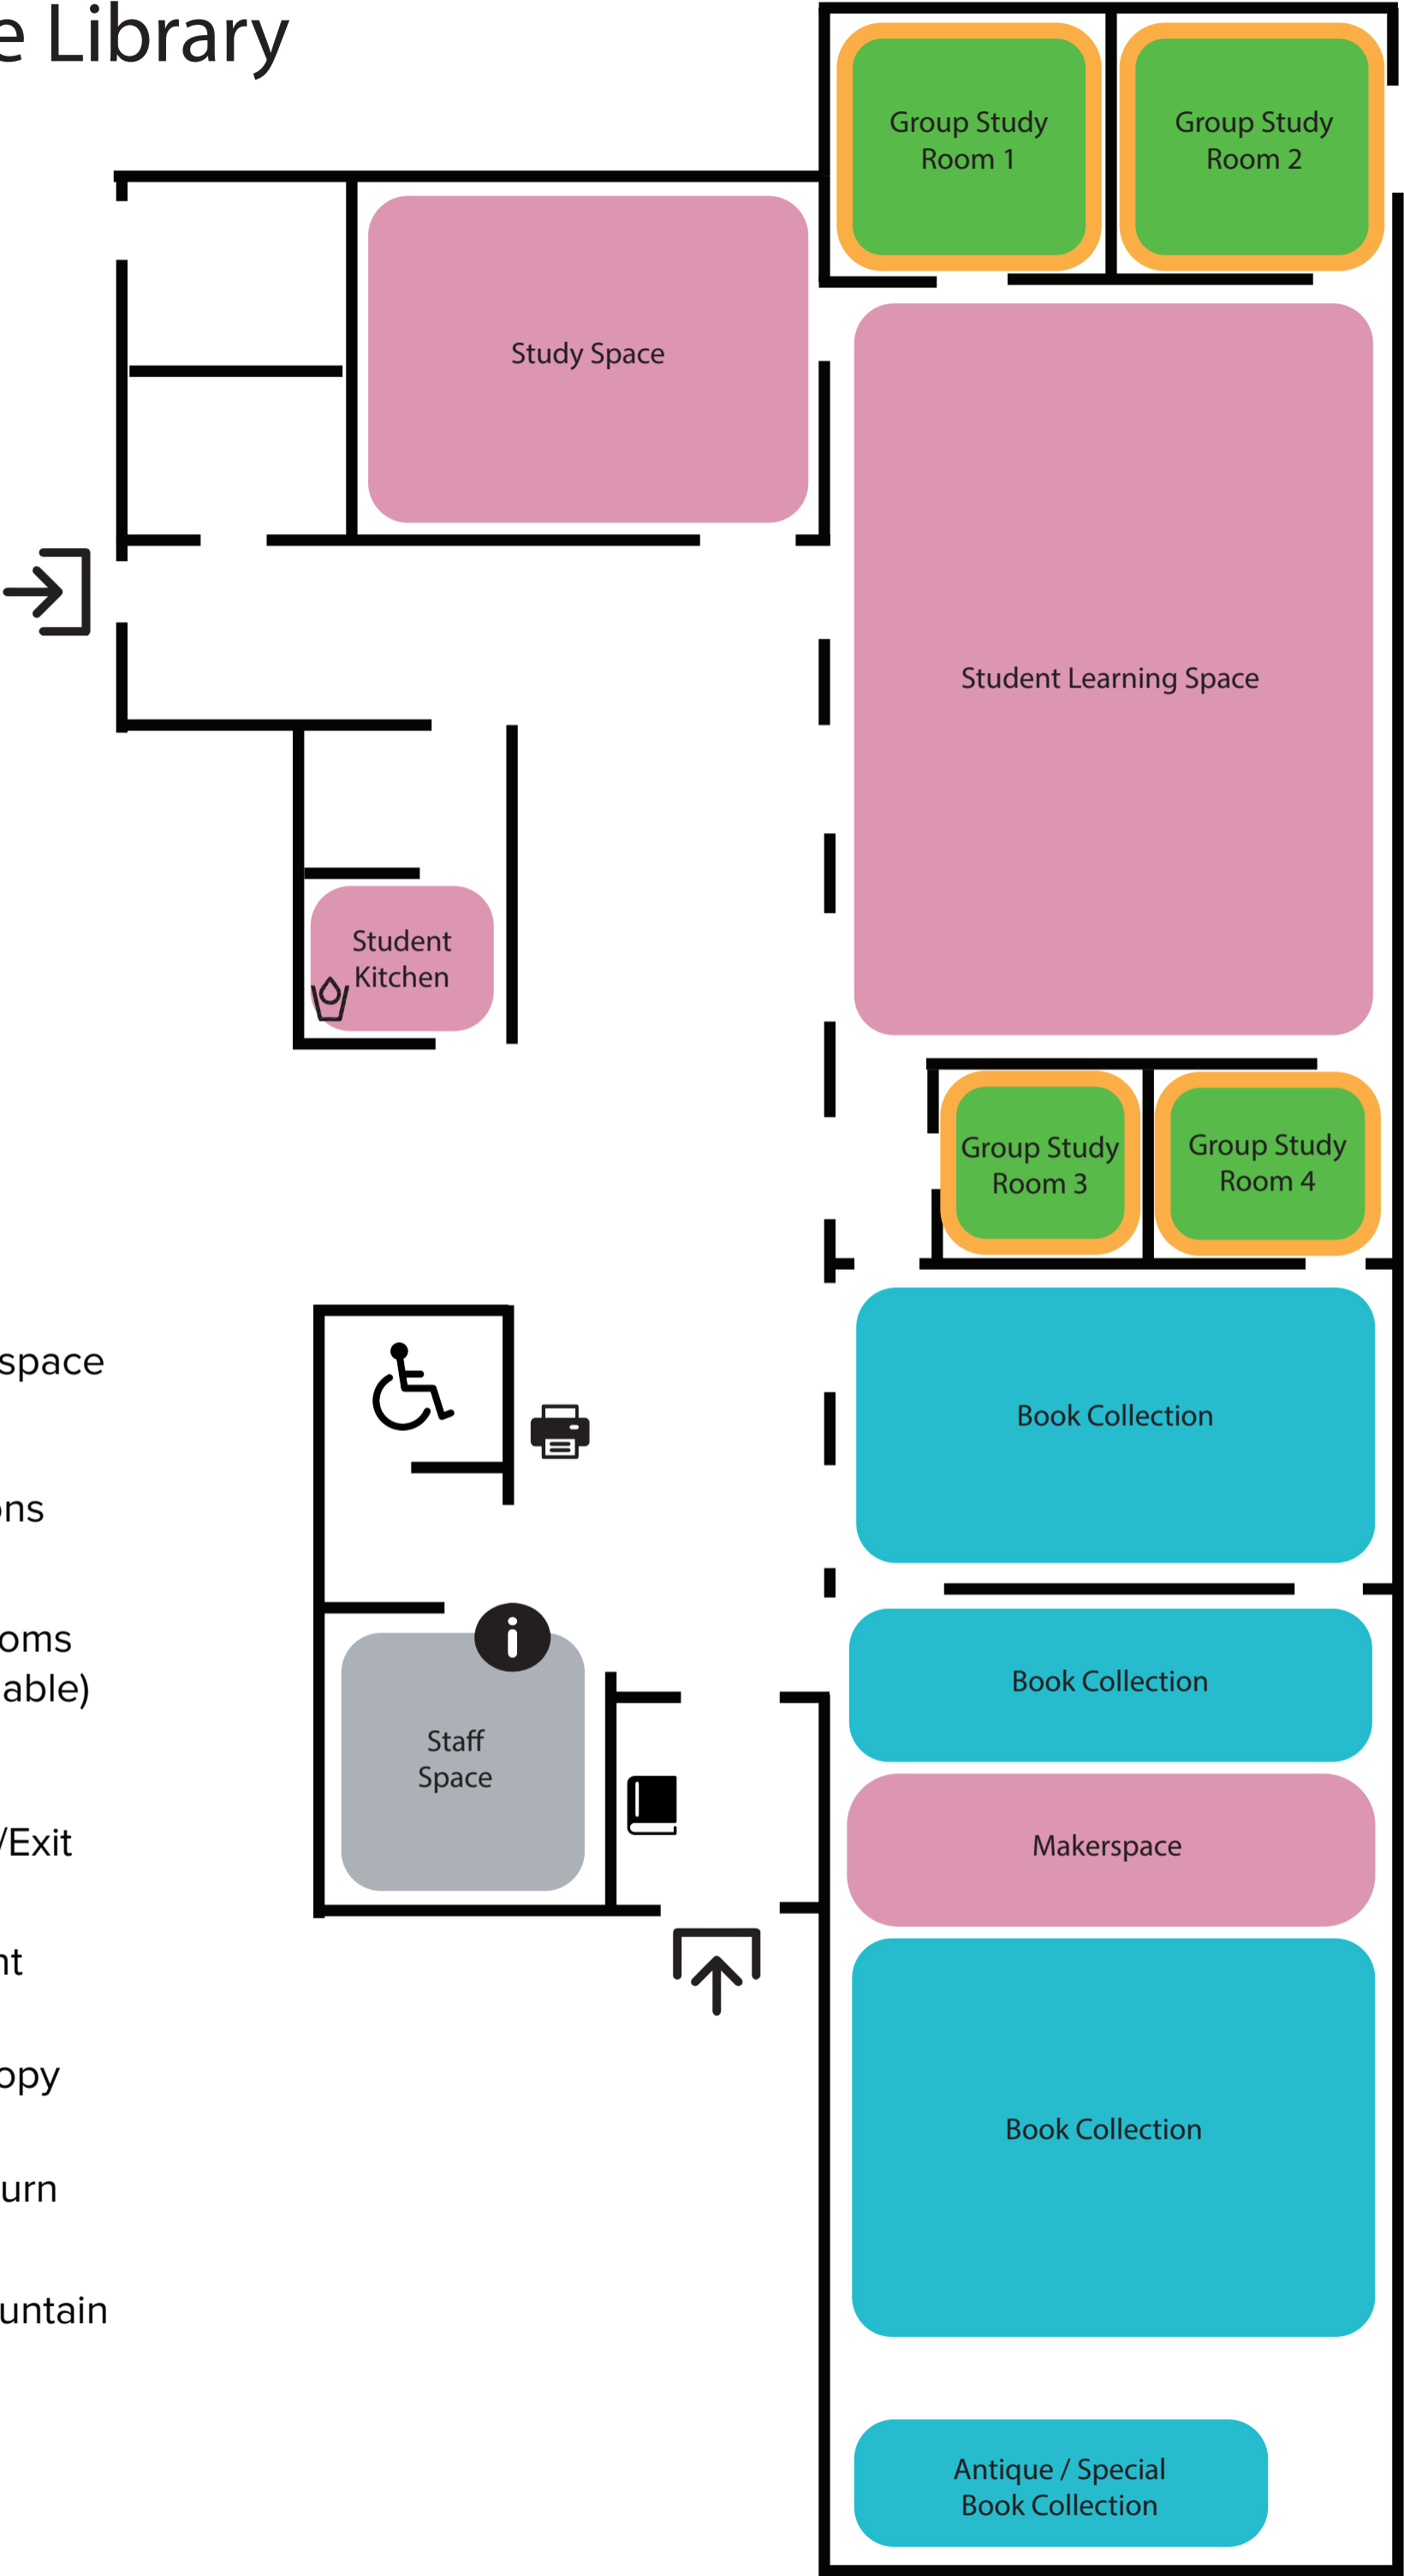 e Library
Group Study
Room 1
Group Study
Room 2
Study Space
Student Learning Space
Student
Kitchen
Group Study
Room 3
Group Study
Room 4
space
Book Collection
ons
ooms
able)
Book Collection
Staff
Space
/Exit
Makerspace
nt
opy
Book Collection
urn
untain
Antique / Special
Book Collection